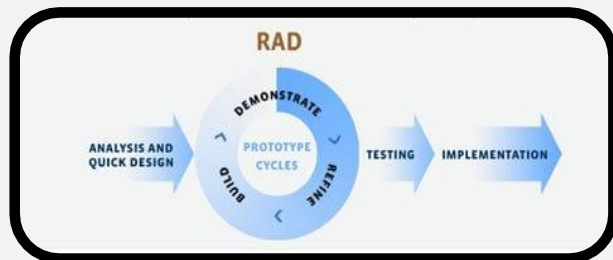 RAD
DEMONSTRATE
PROTOTYPE
CYCLES
BUILD
REFINE
ANALYSIS AND
QUICK DESIGN
TESTING
IMPLEMENTATION